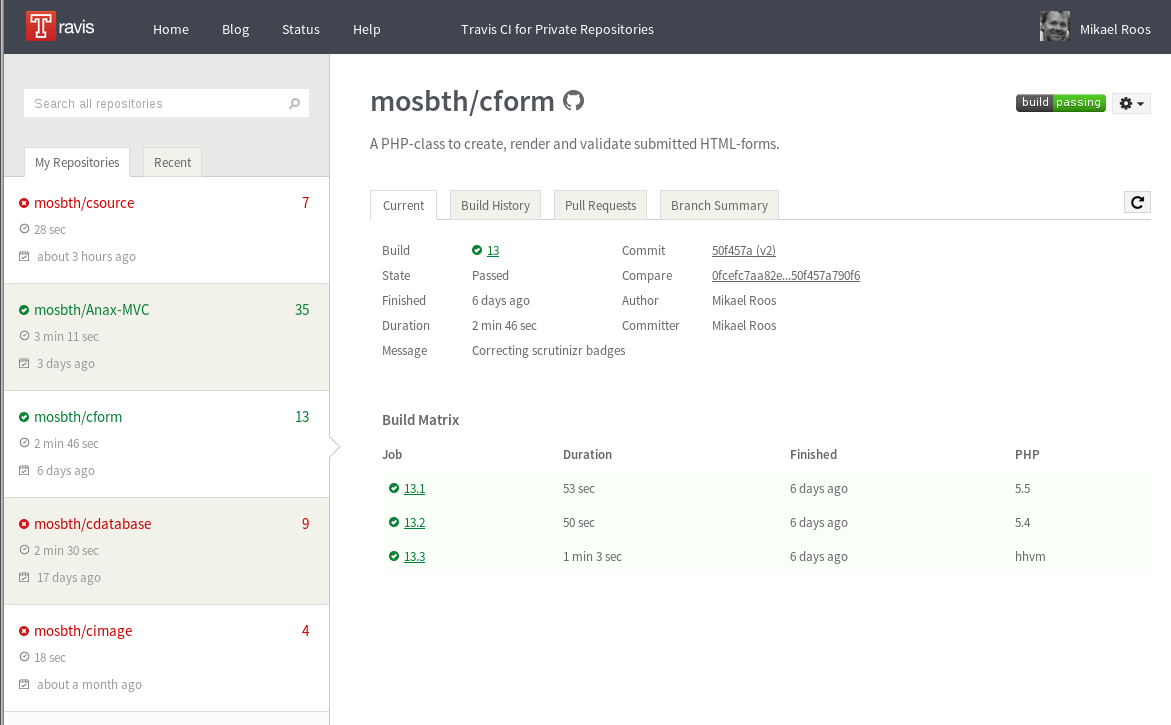 Travis Home Blog Status Help Travis CI for Private Repositories Mikael Roos
Search all repositories
My Repositories Recent
mosbth/csource 7
28 sec
about 3 hours ago
mosbth/Anax-MVC 35
3 min 11 sec
3 days ago
mosbth/cform 13
2 min 46 sec
6 days ago
mosbth/cdatabase 9
2 min 30 sec
17 days ago
mosbth/cimage 4
18 sec
about a month ago
mosbth/cform build passing
A PHP-class to create, render and validate submitted HTML-forms.
Current Build History Pull Requests Branch Summary
Build 13 Commit 50f457a (v2)
State Passed Compare 0fcefc7aa82e...50f457a790f6
Finished 6 days ago Author Mikael Roos
Duration 2 min 46 sec Committer Mikael Roos
Message Correcting scrutinizr badges
Build Matrix
Job Duration Finished PHP
13.1 53 sec 6 days ago 5.5
13.2 50 sec 6 days ago 5.4
13.3 1 min 3 sec 6 days ago hhvm